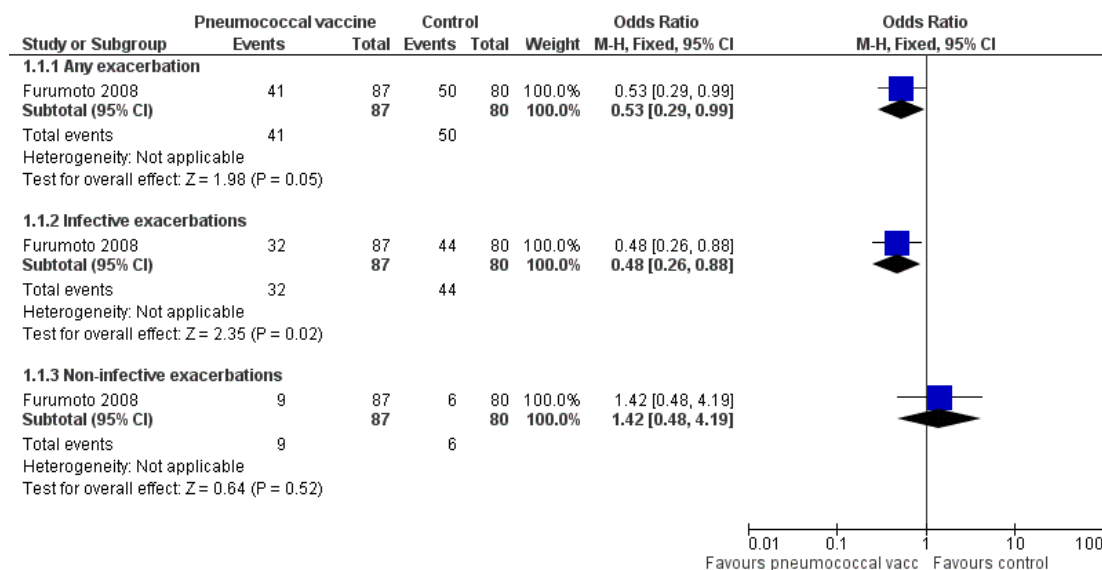 Pneumococcal vaccine Control Odds Ratio Odds Ratio
Study or Subgroup Events Total Events Total Weight M-H, Fixed, 95% CI M-H, Fixed, 95% CI
1.1.1 Any exacerbation
Furumoto 2008 41 87 50 80 100.0% 0.53 [0.29, 0.99]
Subtotal (95% CI) 87 80 100.0% 0.53 [0.29, 0.99]
Total events 41 50
Heterogeneity: Not applicable
Test for overall effect: Z = 1.98 (P = 0.05)
1.1.2 Infective exacerbations
Furumoto 2008 32 87 44 80 100.0% 0.48 [0.26, 0.88]
Subtotal (95% CI) 87 80 100.0% 0.48 [0.26, 0.88]
Total events 32 44
Heterogeneity: Not applicable
Test for overall effect: Z = 2.35 (P = 0.02)
1.1.3 Non-infective exacerbations
Furumoto 2008 9 87 6 80 100.0% 1.42 [0.48, 4.19]
Subtotal (95% CI) 87 80 100.0% 1.42 [0.48, 4.19]
Total events 9 6
Heterogeneity: Not applicable
Test for overall effect: Z = 0.64 (P = 0.52)
0.01 0.1 1 10 100
Favours pneumococcal vacc Favours control